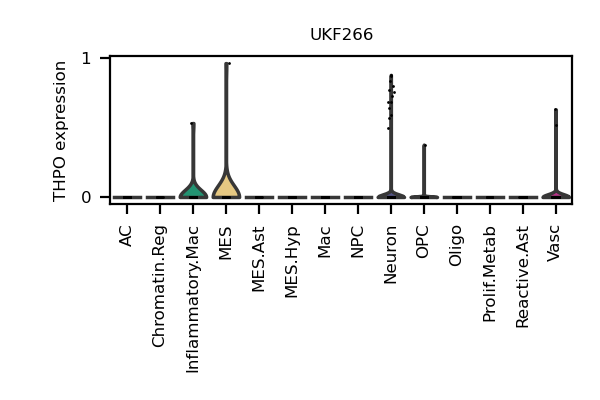 UKF266
THPO expression
1
0
AC
Chromatin.Reg
Inflammatory.Mac
MES
MES.Ast
MES.Hyp
Mac
NPC
Neuron
OPC
Oligo
Prolif.Metab
Reactive.Ast
Vasc